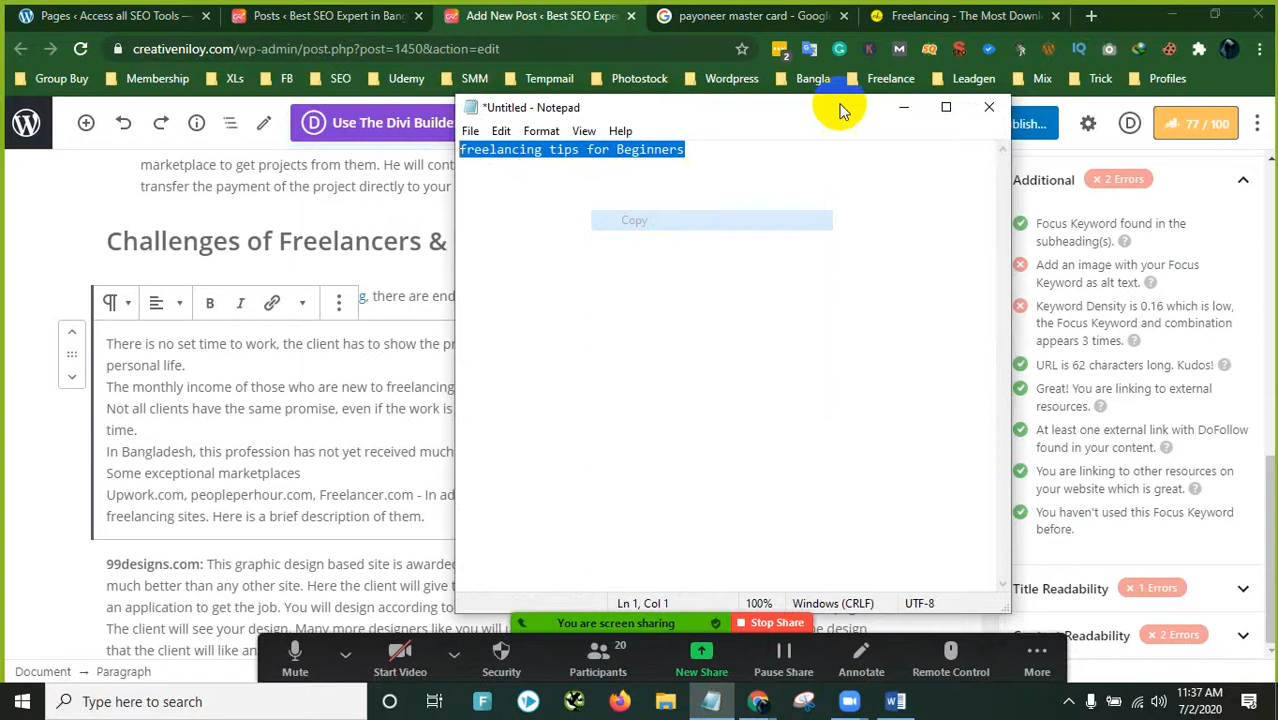 Pages ‹ Access all SEO Tools —
Posts ‹ Best SEO Expert in Bang
Add New Post ‹ Best SEO Expe
payoneer master card - Google
Freelancing - The Most Downl
creativeniloy.com/wp-admin/post.php?post=1450&action=edit
Group Buy
Membership
XLs
FB
SEO
Udemy
SMM
Tempmail
Photostock
Wordpress
Bangla
Freelance
Leadgen
Mix
Trick
Profiles
Use The Divi Builde
*Untitled - Notepad
blish...
77 / 100
File
Edit
Format
View
Help
freelancing tips for Beginners
Copy
marketplace to get projects from them. He will cont
transfer the payment of the project directly to your
Challenges of Freelancers &
g, there are end
There is no set time to work, the client has to show the pr
personal life.
The monthly income of those who are new to freelancing
Not all clients have the same promise, even if the work is
time.
In Bangladesh, this profession has not yet received much
Some exceptional marketplaces
Upwork.com, peopleperhour.com, Freelancer.com - In ad
freelancing sites. Here is a brief description of them.
99designs.com: This graphic design based site is awarded
much better than any other site. Here the client will give t
an application to get the job. You will design according to
The client will see your design. Many more designers like you will
that the client will like an
Additional
2 Errors
Focus Keyword found in the
subheading(s).
Add an image with your Focus
Keyword as alt text.
Keyword Density is 0.16 which is low,
the Focus Keyword and combination
appears 3 times.
URL is 62 characters long. Kudos!
Great! You are linking to external
resources.
At least one external link with DoFollow
found in your content.
You are linking to other resources on
your website which is great.
You haven't used this Focus Keyword
before.
Title Readability
1 Errors
Readability
2 Errors
Ln 1, Col 1
100%
Windows (CRLF)
UTF-8
You are screen sharing
Stop Share
Mute
Start Video
Security
20
Participants
New Share
Pause Share
Annotate
Remote Control
More
Document → Paragraph
Type here to search
11:37 AM
7/2/2020